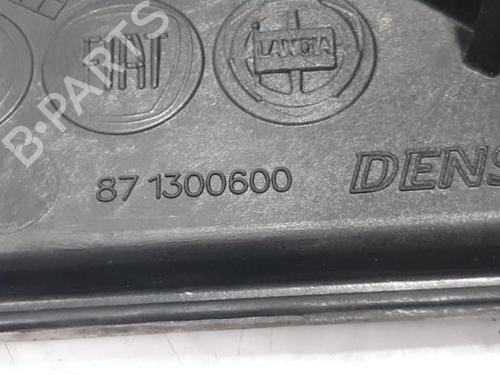 FIAT
LANCIA
B-PARTS
87 1300600
DENS